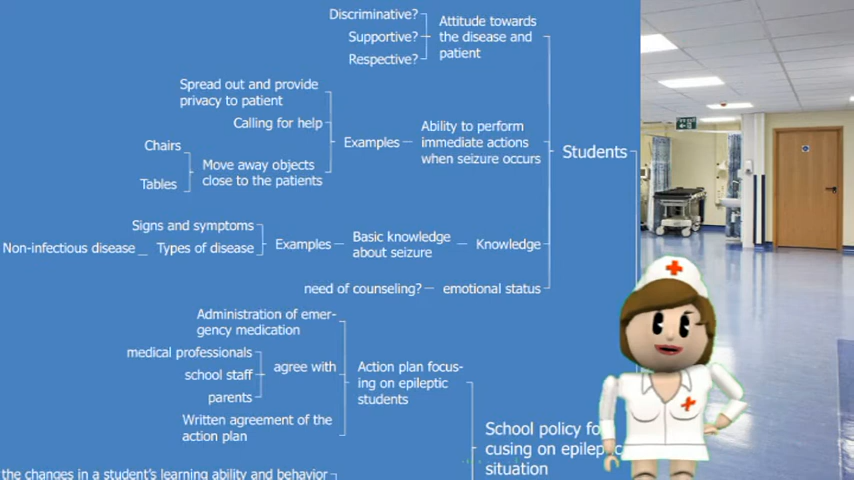 Discriminative?
Supportive?
Respective?
Attitude towards
the disease and
patient
Spread out and provide
privacy to patient
Calling for help
Chairs
Tables
Move away objects
close to the patients
Examples
Ability to perform
immediate actions
when seizure occurs
Students
Signs and symptoms
Non-infectious disease
Types of disease
Examples
Basic knowledge
about seizure
Knowledge
need of counseling?
emotional status
Administration of emer-
gency medication
medical professionals
school staff
parents
agree with
Written agreement of the
action plan
Action plan focus-
ing on epileptic
students
School policy fo
cusing on epileptic
situation
the changes in a student's learning ability and behavior